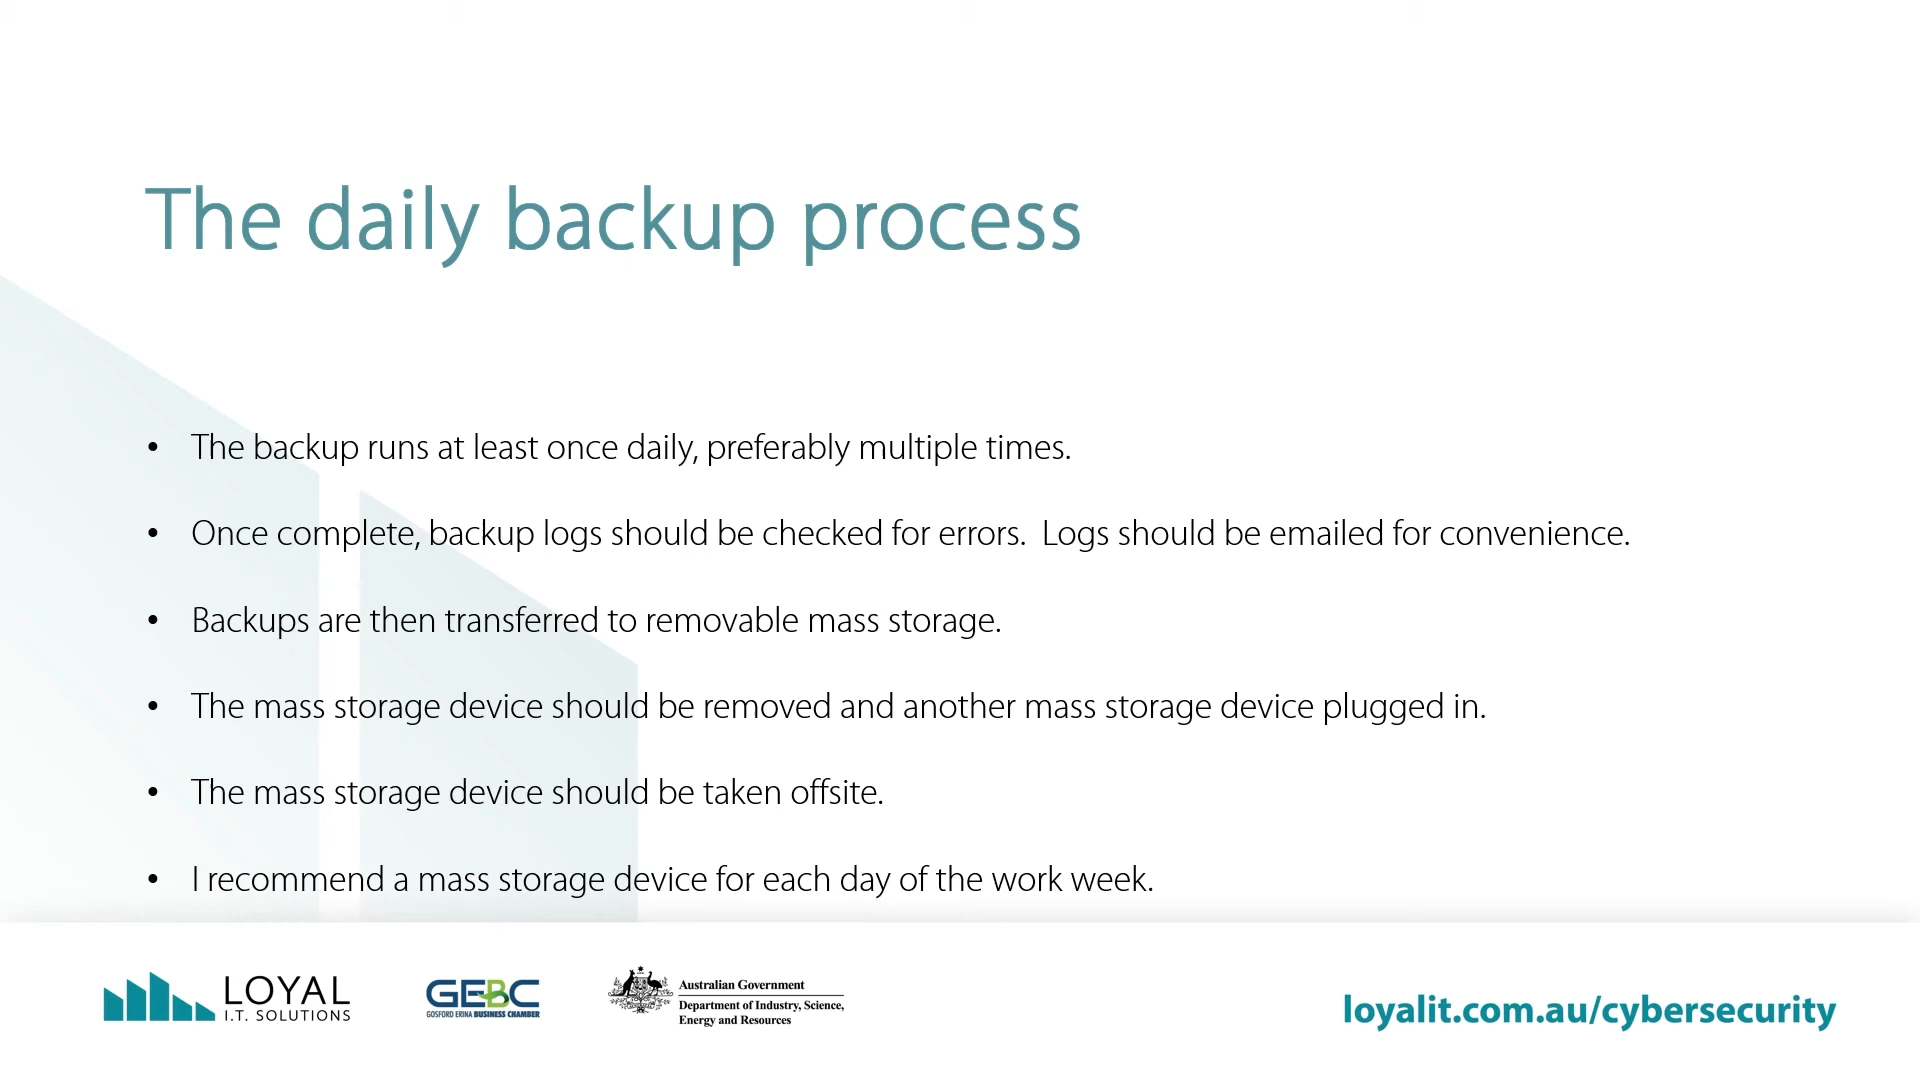 The daily backup process
• The backup runs at least once daily, preferably multiple times.
• Once complete, backup logs should be checked for errors.  Logs should be emailed for convenience.
• Backups are then transferred to removable mass storage.
• The mass storage device should be removed and another mass storage device plugged in.
• The mass storage device should be taken offsite.
• I recommend a mass storage device for each day of the work week.
LOYAL
I.T. SOLUTIONS
GEBC
GOSFORD ERINA BUSINESS CHAMBER
Australian Government
Department of Industry, Science,
Energy and Resources
loyalit.com.au/cybersecurity